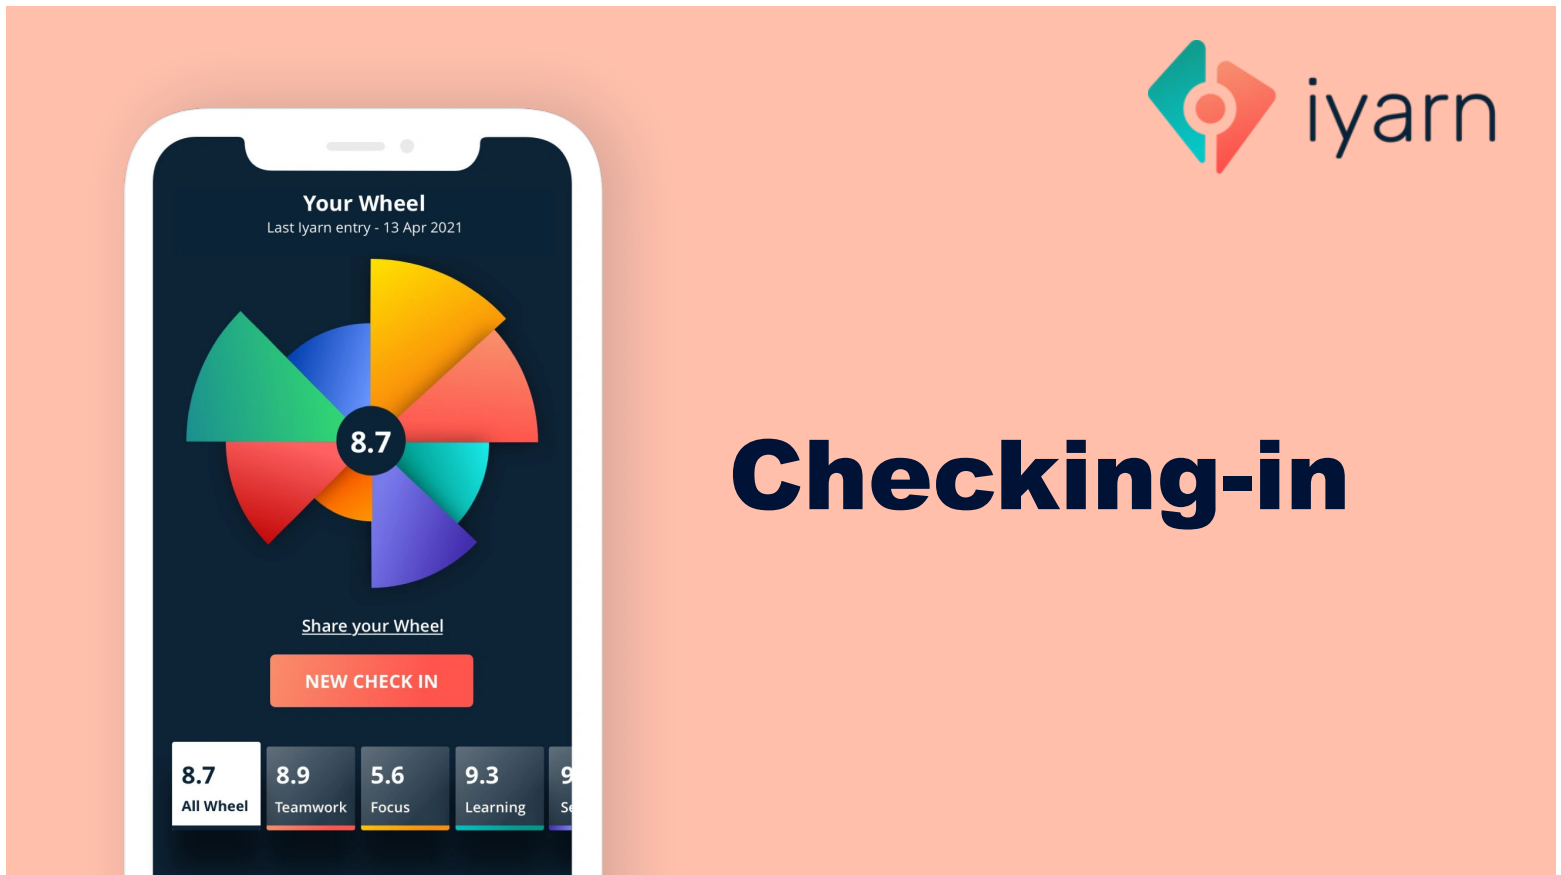 iyarn
Your Wheel
Last Iyarn entry - 13 Apr 2021
8.7
Checking-in
Share your Wheel
NEW CHECK IN
8.7
All Wheel
8.9
Teamwork
5.6
Focus
9.3
Learning